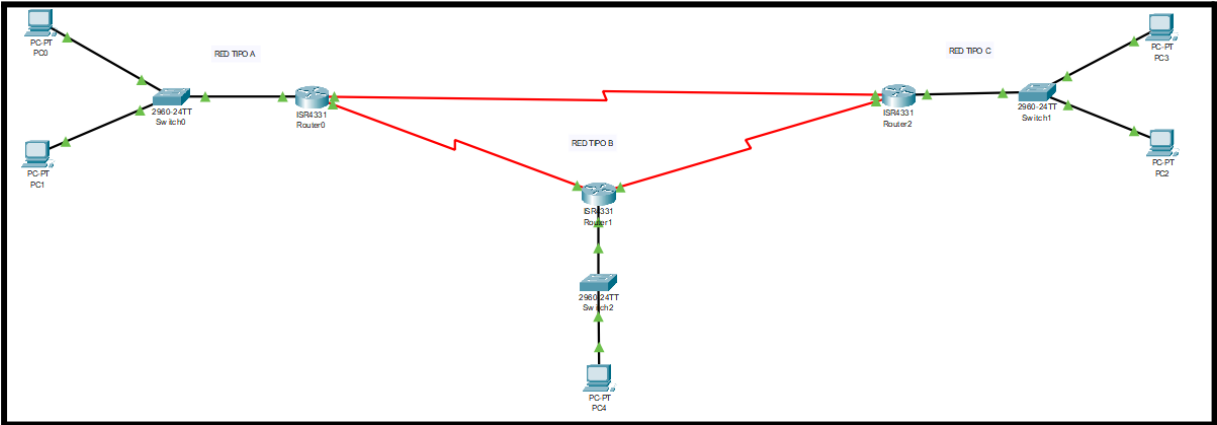 PC-PT
PC0
RED TIPO A
2960-24TT
Switch0
ISR4331
Router0
PC-PT
PC1
RED TIPO B
ISR4331
Router1
2960-24TT
Switch2
PC-PT
PC4
RED TIPO C
ISR4331
Router2
2960-24TT
Switch1
PC-PT
PC3
PC-PT
PC2